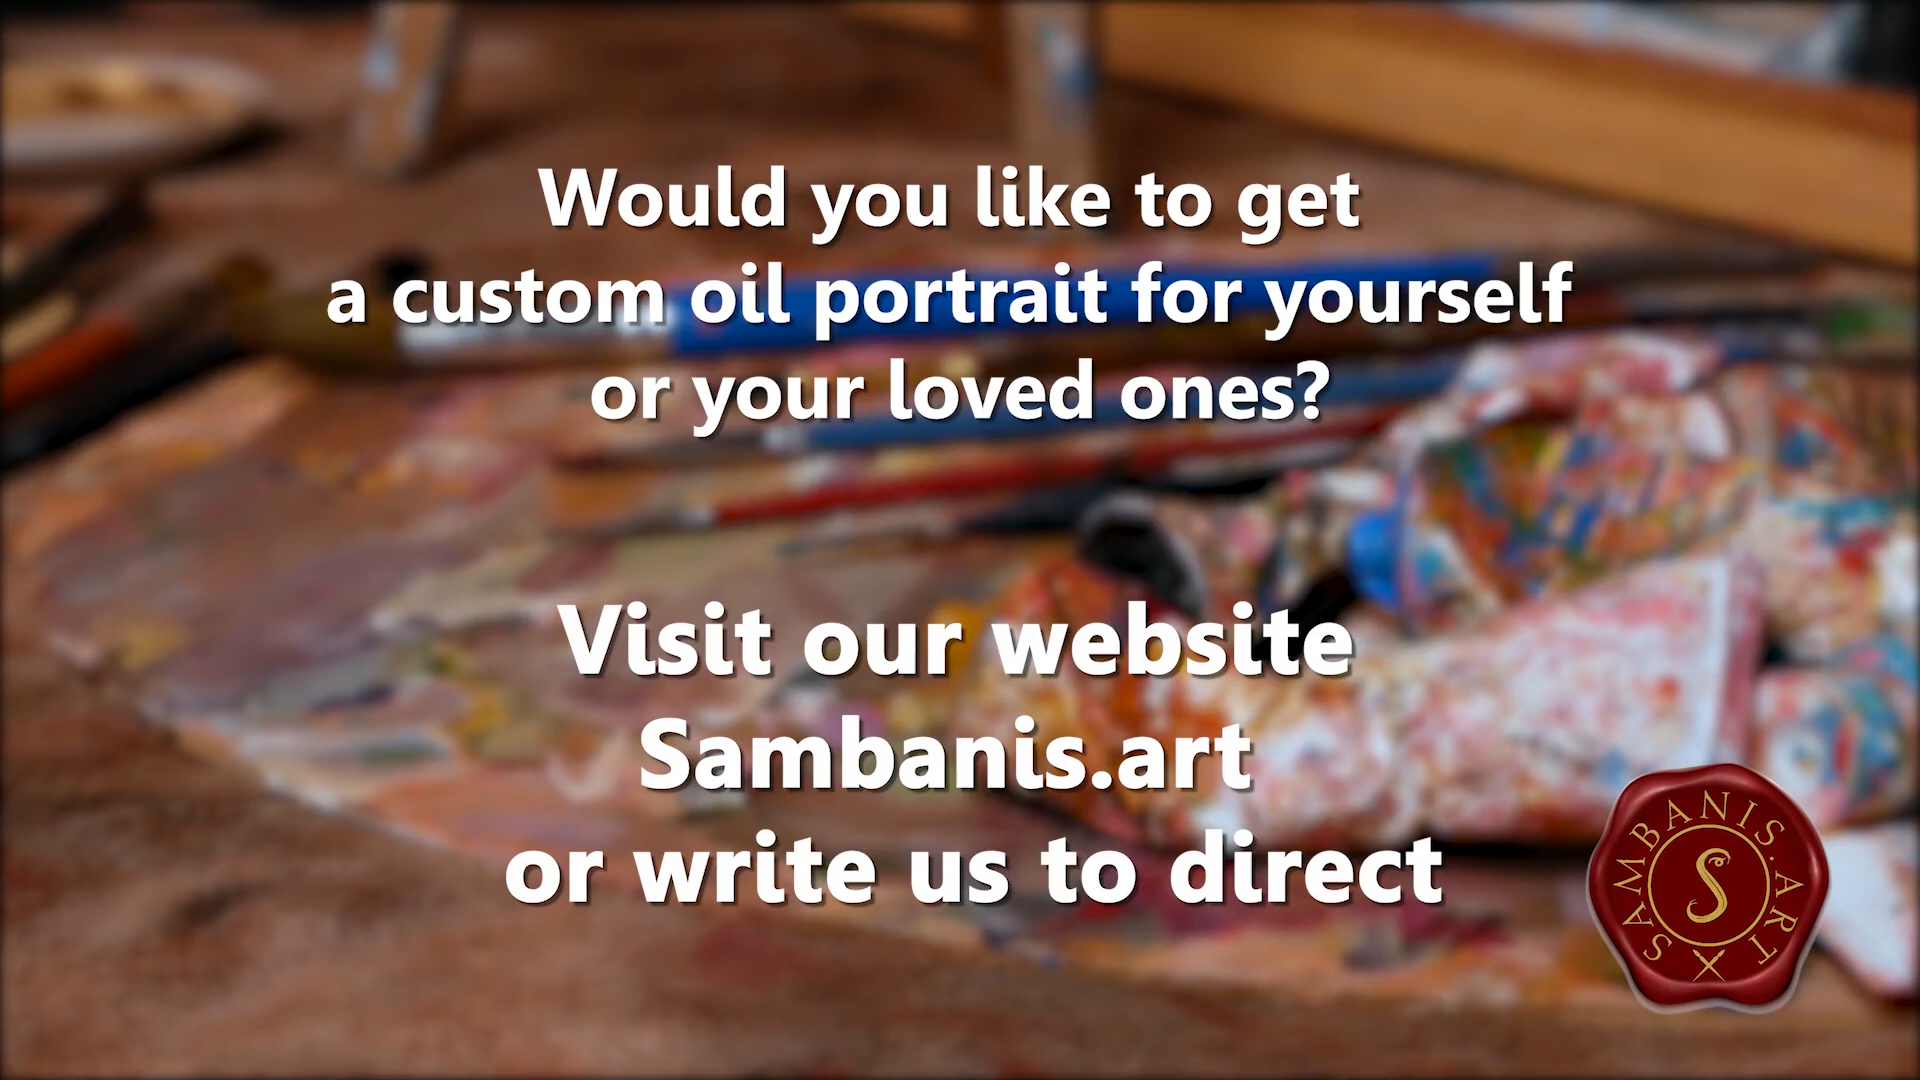 Would you like to get
a custom oil portrait for yourself
or your loved ones?
Visit our website
Sambanis.art
or write us to direct
SAMBANIS.ART
S